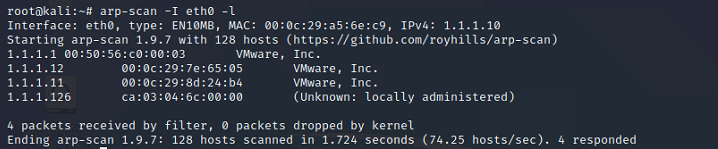 root@kali:~# arp-scan -I eth0 -l
Interface: eth0, type: EN10MB, MAC: 00:0c:29:a5:6e:c9, IPv4: 1.1.1.10
Starting arp-scan 1.9.7 with 128 hosts (https://github.com/royhills/arp-scan)
1.1.1.1 00:50:56:c0:00:03 VMware, Inc.
1.1.1.12 00:0c:29:7e:65:05 VMware, Inc.
1.1.1.11 00:0c:29:8d:24:b4 VMware, Inc.
1.1.1.126 ca:03:04:6c:00:00 (Unknown: locally administered)
4 packets received by filter, 0 packets dropped by kernel
Ending arp-scan 1.9.7: 128 hosts scanned in 1.724 seconds (74.25 hosts/sec). 4 responded